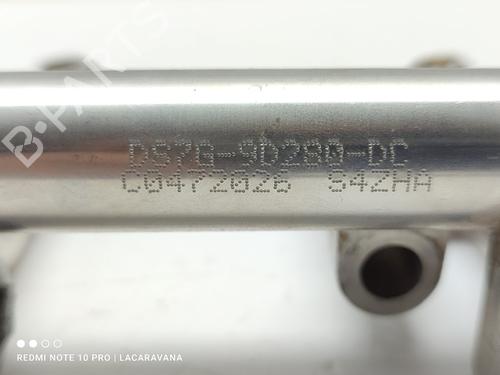 B-PARTS
DS7G-9D280-DC
C0472026 S4ZHA
REDMI NOTE 10 PRO | LACARAVANA